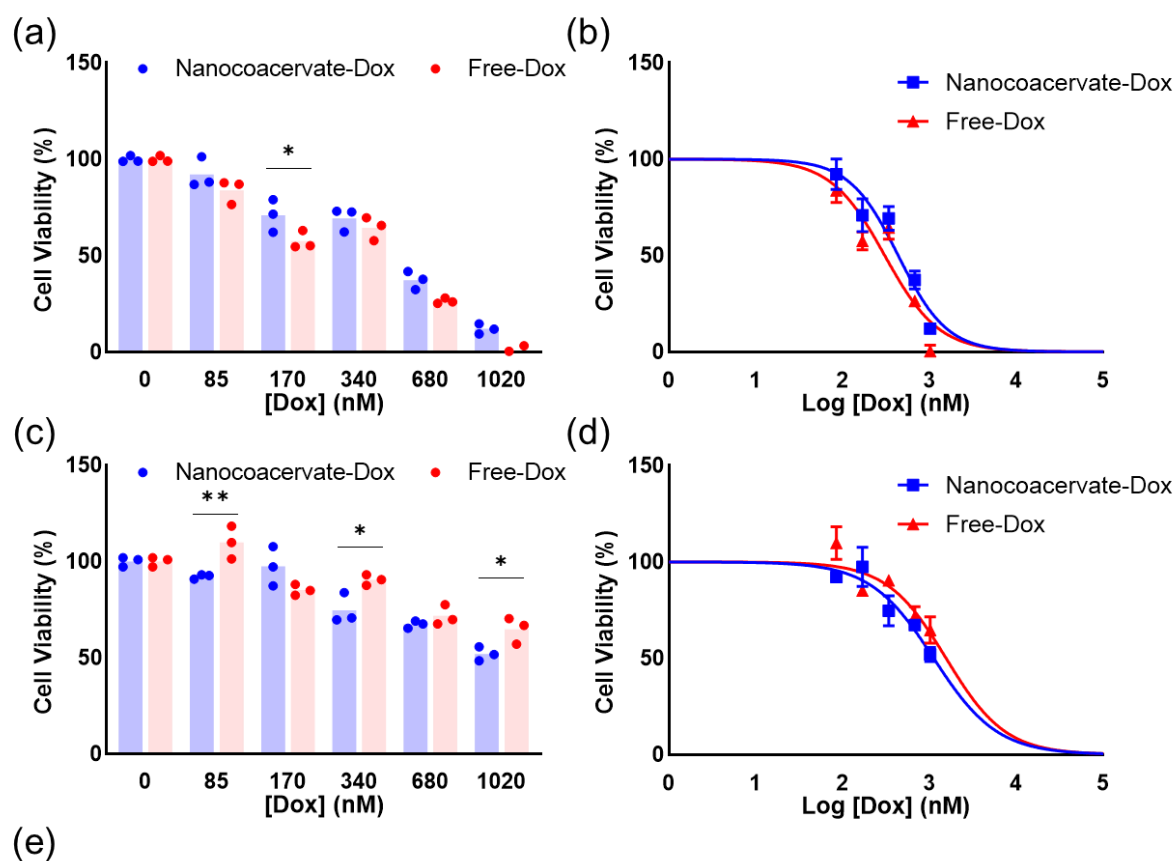 (a)
150
100
50
0
Cell Viability (%)
Nanocoacervate-Dox
Free-Dox
*
0 85 170 340 680 1020
[Dox] (nM)
(b)
150
100
50
0
Cell Viability (%)
Nanocoacervate-Dox
Free-Dox
0 1 2 3 4 5
Log [Dox] (nM)
(c)
150
100
50
0
Cell Viability (%)
Nanocoacervate-Dox
Free-Dox
**
*
*
0 85 170 340 680 1020
[Dox] (nM)
(d)
150
100
50
0
Cell Viability (%)
Nanocoacervate-Dox
Free-Dox
0 1 2 3 4 5
Log [Dox] (nM)
(e)